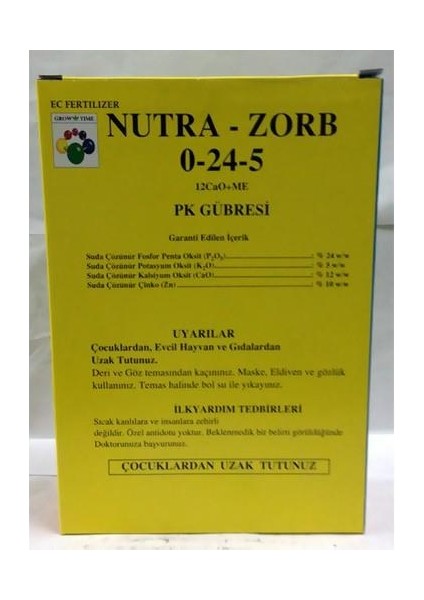 EC FERTILIZER
GROW TIME
NUTRA - ZORB
0-24-5
12CaO+ME
PK GÜBRESİ
Garanti Edilen İçerik
Suda Çözünür Fosfor Penta Oksit (P₂O₅) : % 24 w/w
Suda Çözünür Potasyum Oksit (K₂O) : % 5 w/w
Suda Çözünür Kalsiyum Oksit (CaO) : % 12 w/w
Suda Çözünür Çinko (Zn) : % 10 w/w
UYARILAR
Çocuklardan, Evcil Hayvan ve Gıdalardan
Uzak Tutunuz.
Deri ve Göz temasından kaçınınız. Maske, Eldiven ve gözlük
kullanınız. Temas halinde bol su ile yıkayınız.
İLKYARDIM TEDBİRLERİ
Sıcak kanlılara ve insanlara zehirli
değildir. Özel antidotu yoktur. Beklenmedik bir belirti görüldüğünde
Doktorunuza başvurunuz.
ÇOCUKLARDAN UZAK TUTUNUZ